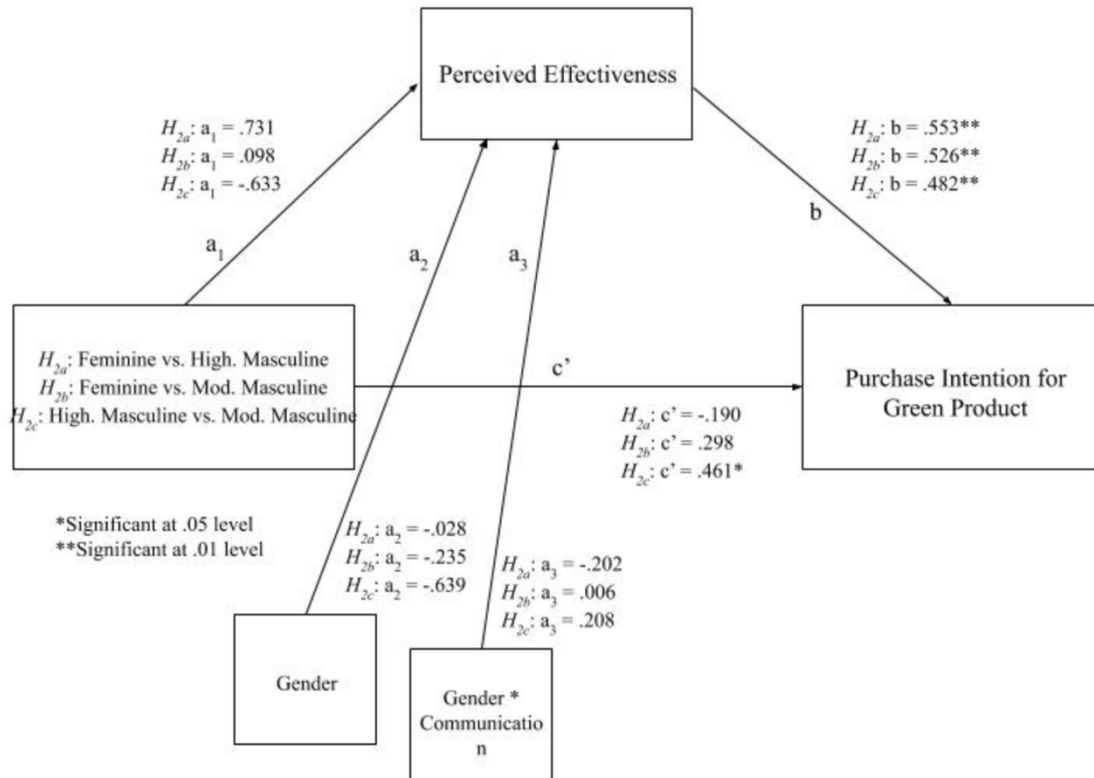 Perceived Effectiveness
H₂ₐ: a₁ = .731
H₂b: a₁ = .098
H₂c: a₁ = -.633
H₂ₐ: b = .553**
H₂b: b = .526**
H₂c: b = .482**
a₁
a₂
a₃
b
H₂ₐ: Feminine vs. High. Masculine
H₂b: Feminine vs. Mod. Masculine
H₂c: High. Masculine vs. Mod. Masculine
c’
Purchase Intention for
Green Product
H₂ₐ: c’ = -.190
H₂b: c’ = .298
H₂c: c’ = .461*
*Significant at .05 level
**Significant at .01 level
H₂ₐ: a₂ = -.028
H₂b: a₂ = -.235
H₂c: a₂ = -.639
H₂ₐ: a₃ = -.202
H₂b: a₃ = .006
H₂c: a₃ = .208
Gender
Gender *
Communicatio
n